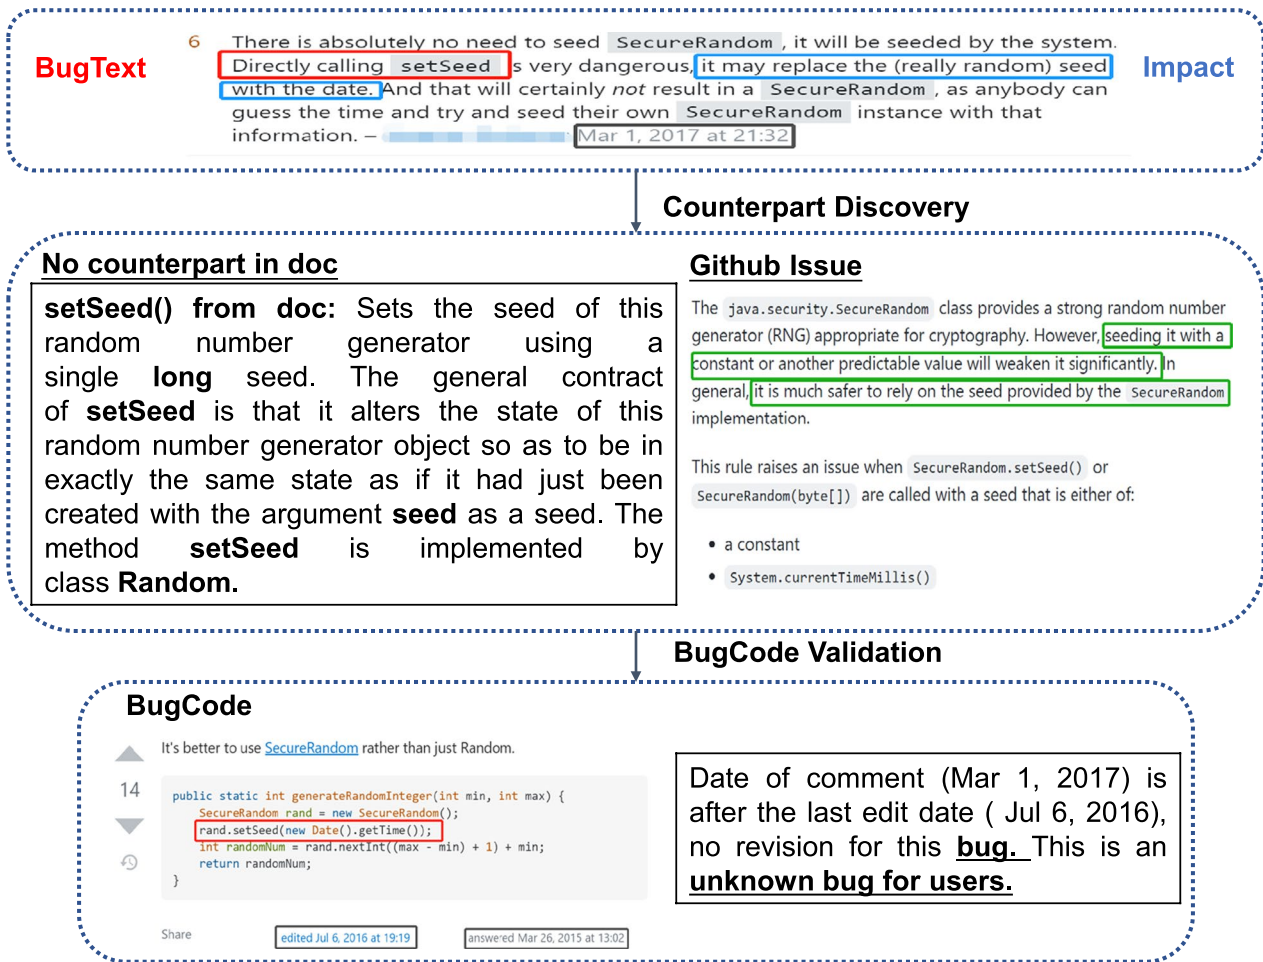 BugText
6 There is absolutely no need to seed SecureRandom , it will be seeded by the system.
Directly calling setSeed is very dangerous, it may replace the (really random) seed
with the date. And that will certainly not result in a SecureRandom , as anybody can
guess the time and try and seed their own SecureRandom instance with that
information. – Mar 1, 2017 at 21:32
Impact
Counterpart Discovery
No counterpart in doc
setSeed() from doc: Sets the seed of this
random number generator using a
single long seed. The general contract
of setSeed is that it alters the state of this
random number generator object so as to be in
exactly the same state as if it had just been
created with the argument seed as a seed. The
method setSeed is implemented by
class Random.
Github Issue
The java.security.SecureRandom class provides a strong random number
generator (RNG) appropriate for cryptography. However, seeding it with a
constant or another predictable value will weaken it significantly. In
general, it is much safer to rely on the seed provided by the SecureRandom
implementation.
This rule raises an issue when SecureRandom.setSeed() or
SecureRandom(byte[]) are called with a seed that is either of:
• a constant
• System.currentTimeMillis()
BugCode Validation
BugCode
It's better to use SecureRandom rather than just Random.
14
public static int generateRandomInteger(int min, int max) {
SecureRandom rand = new SecureRandom();
rand.setSeed(new Date().getTime());
int randomNum = rand.nextInt((max - min) + 1) + min;
return randomNum;
}
Share
edited Jul 6, 2016 at 19:19
answered Mar 26, 2015 at 13:02
Date of comment (Mar 1, 2017) is
after the last edit date ( Jul 6, 2016),
no revision for this bug. This is an
unknown bug for users.